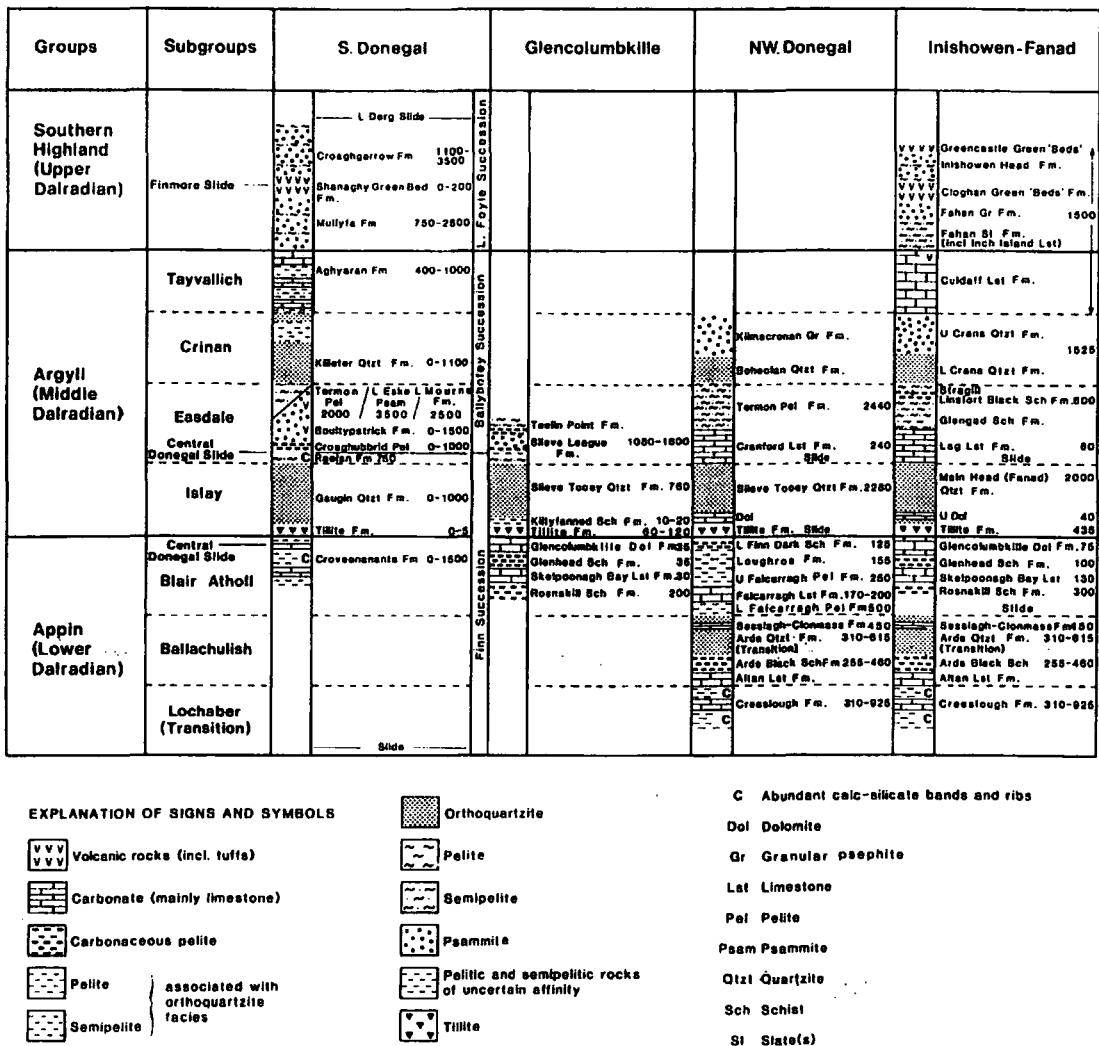 Groups Subgroups S. Donegal Glencolumbkille NW. Donegal Inishowen-Fanad
Southern
Highland
(Upper
Dalradian)
Finmore Slide
L Derg Slide
Croaghgarrow Fm 1100-
3500
Shanaghy Green Bed 0-200
Fm.
Mullyfa Fm 750-2600
L. Foyle Succession
Greencastle Green 'Beds'
Inishowen Head Fm.
Cloghan Green 'Beds' Fm.
Fahan Gr Fm. 1500
Fahan Sl Fm.
(incl Inch Island Lst)
Argyll
(Middle
Dalradian)
Tayvallich
Aghyaran Fm 400-1000
Culdaff Lst Fm.
Crinan
Killeter Qtzt Fm. 0-1100
Kilmacrenan Gr Fm.
Boheolan Qtzt Fm.
U Crana Qtzt Fm.
1525
L Crana Qtzt Fm.
Ballybofey Succession
Easdale
Termon / L Eske / L Mourne
Pel Psam Fm.
2000 3500 2500
Boultypatrick Fm. 0-1500
Croaghubbrid Pel 0-1000
Central
Donegal Slide
C Raelan Fm 750
Teelin Point Fm.
Slieve League 1050-1600
Fm.
Termon Pel Fm. 2440
Cranford Lst Fm. 240
Slide
Linsfort Black Sch Fm.
Glengad Sch Fm.
Lag Lst Fm. 60
Slide
Islay
Gaugin Qtzt Fm. 0-1000
Tillite Fm. 0-5
Slieve Tooey Qtzt Fm. 760
Killyfanned Sch Fm. 10-20
Tillite Fm. 60-120
Slieve Tooey Qtzt Fm. 2280
Dol
Tillite Fm. Slide
Main Head (Fanad) 2000
Qtzt Fm.
U Dol 40
Tillite Fm. 435
Appin
(Lower
Dalradian)
Central
Donegal Slide
Blair Atholl
C Croveenananta Fm 0-1500
Finn Succession
Glencolumbkille Dol Fm 35
Glenhead Sch Fm. 35
Skelpoonagh Bay Lst Fm. 30
Rosnakill Sch Fm. 200
L Finn Dark Sch Fm. 125
Loughros Fm. 155
U Falcarragh Pel Fm 250
Falcarragh Lst Fm. 170-200
L Falcarragh Pel Fm 500
Glencolumbkille Dol Fm. 75
Glenhead Sch Fm. 100
Skelpoonagh Bay Lst 130
Rosnakill Sch Fm. 300
Slide
Ballachulish
Sessiagh-Clonmass Fm 450
Ards Qtzt Fm. 310-615
(Transition)
Ards Black Sch Fm 255-460
Altan Lst Fm.
Sessiagh-Clonmass Fm 450
Ards Qtzt Fm. 310-615
(Transition)
Ards Black Sch 255-460
Altan Lst Fm.
Lochaber
(Transition)
Slide
C Creeslough Fm. 310-925
C
C Creeslough Fm. 310-925
C
EXPLANATION OF SIGNS AND SYMBOLS
Volcanic rocks (incl. tuffs)
Carbonate (mainly limestone)
Carbonaceous pelite
Pelite
Semipelite
associated with
orthoquartzite
facies
Orthoquartzite
Pelite
Semipelite
Psammite
Pelitic and semipelitic rocks
of uncertain affinity
Tillite
C Abundant calc-silicate bands and ribs
Dol Dolomite
Gr Granular psephite
Lst Limestone
Pel Pelite
Psam Psammite
Qtzt Quartzite
Sch Schist
Sl Slate(s)